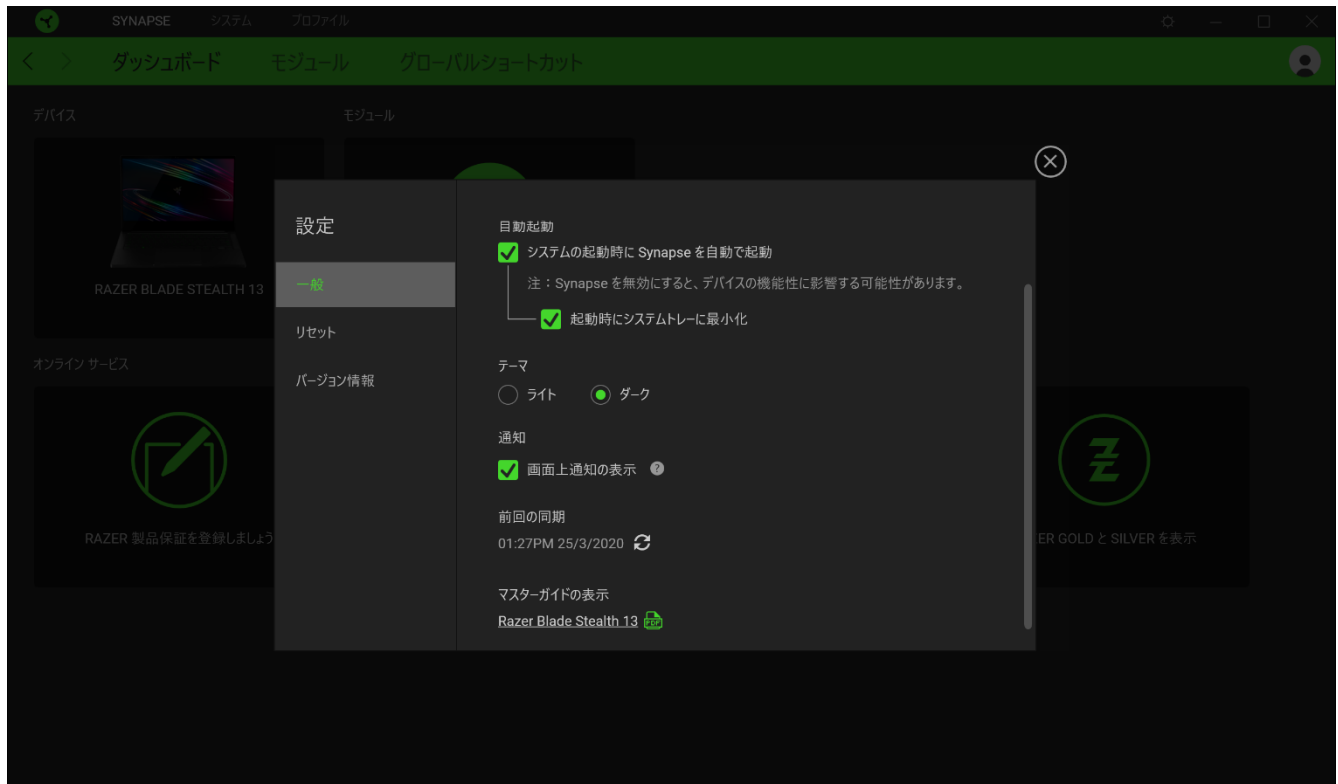 SYNAPSE システム プロファイル
ダッシュボード モジュール グローバルショートカット
デバイス モジュール
RAZER BLADE STEALTH 13
オンライン サービス
RAZER 製品保証を登録しましょう
ER GOLD と SILVER を表示
設定
一般
リセット
バージョン情報
自動起動
システムの起動時に Synapse を自動で起動
注：Synapse を無効にすると、デバイスの機能性に影響する可能性があります。
起動時にシステムトレーに最小化
テーマ
ライト ダーク
通知
画面上通知の表示 ?
前回の同期
01:27PM 25/3/2020
マスターガイドの表示
Razer Blade Stealth 13 PDF